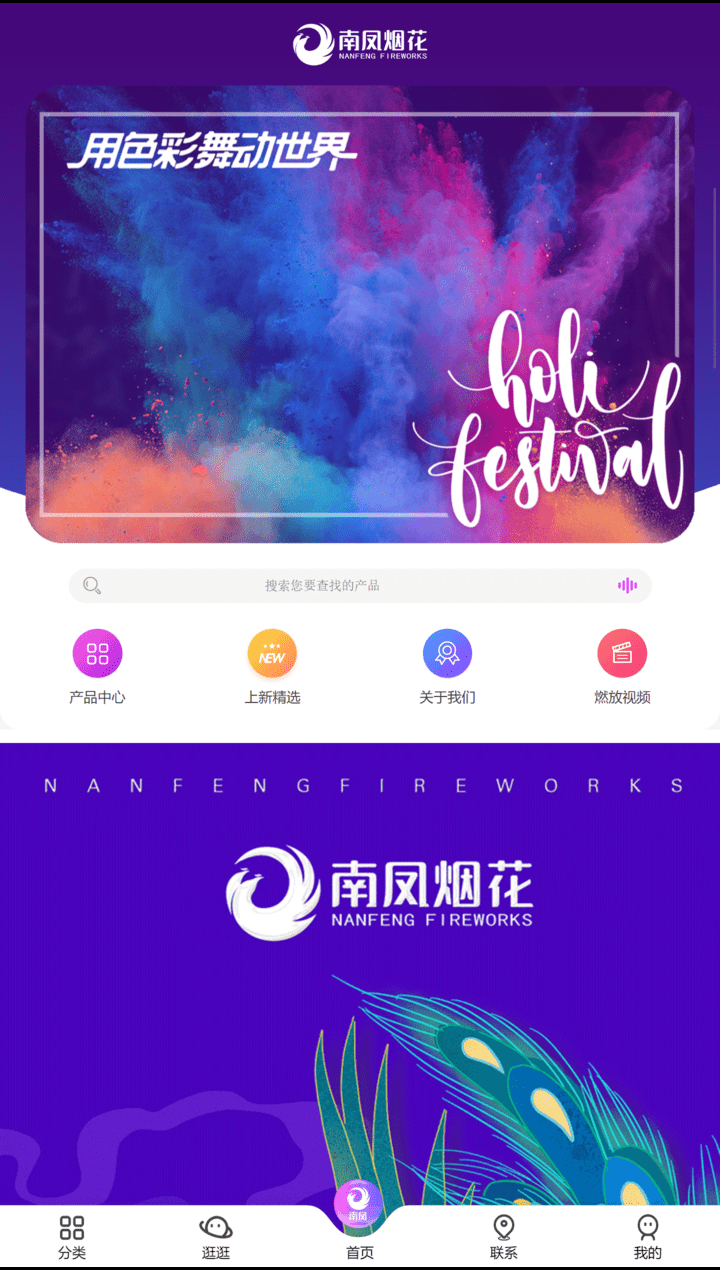 南凤烟花
NANFENG FIREWORKS
用色彩舞动世界
holi
festival
搜索您要查找的产品
NEW
产品中心
上新精选
关于我们
燃放视频
NANFENGFIREWORKS
南凤烟花
NANFENG FIREWORKS
南凤
分类
逛逛
首页
联系
我的